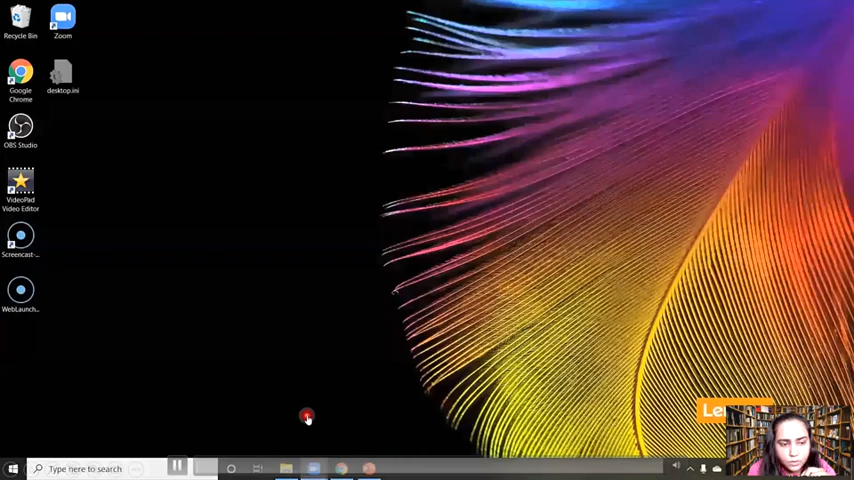 Recycle Bin
Zoom
Google
Chrome
desktop.ini
OBS Studio
VideoPad
Video Editor
Screencast-...
WebLaunch...
Type here to search